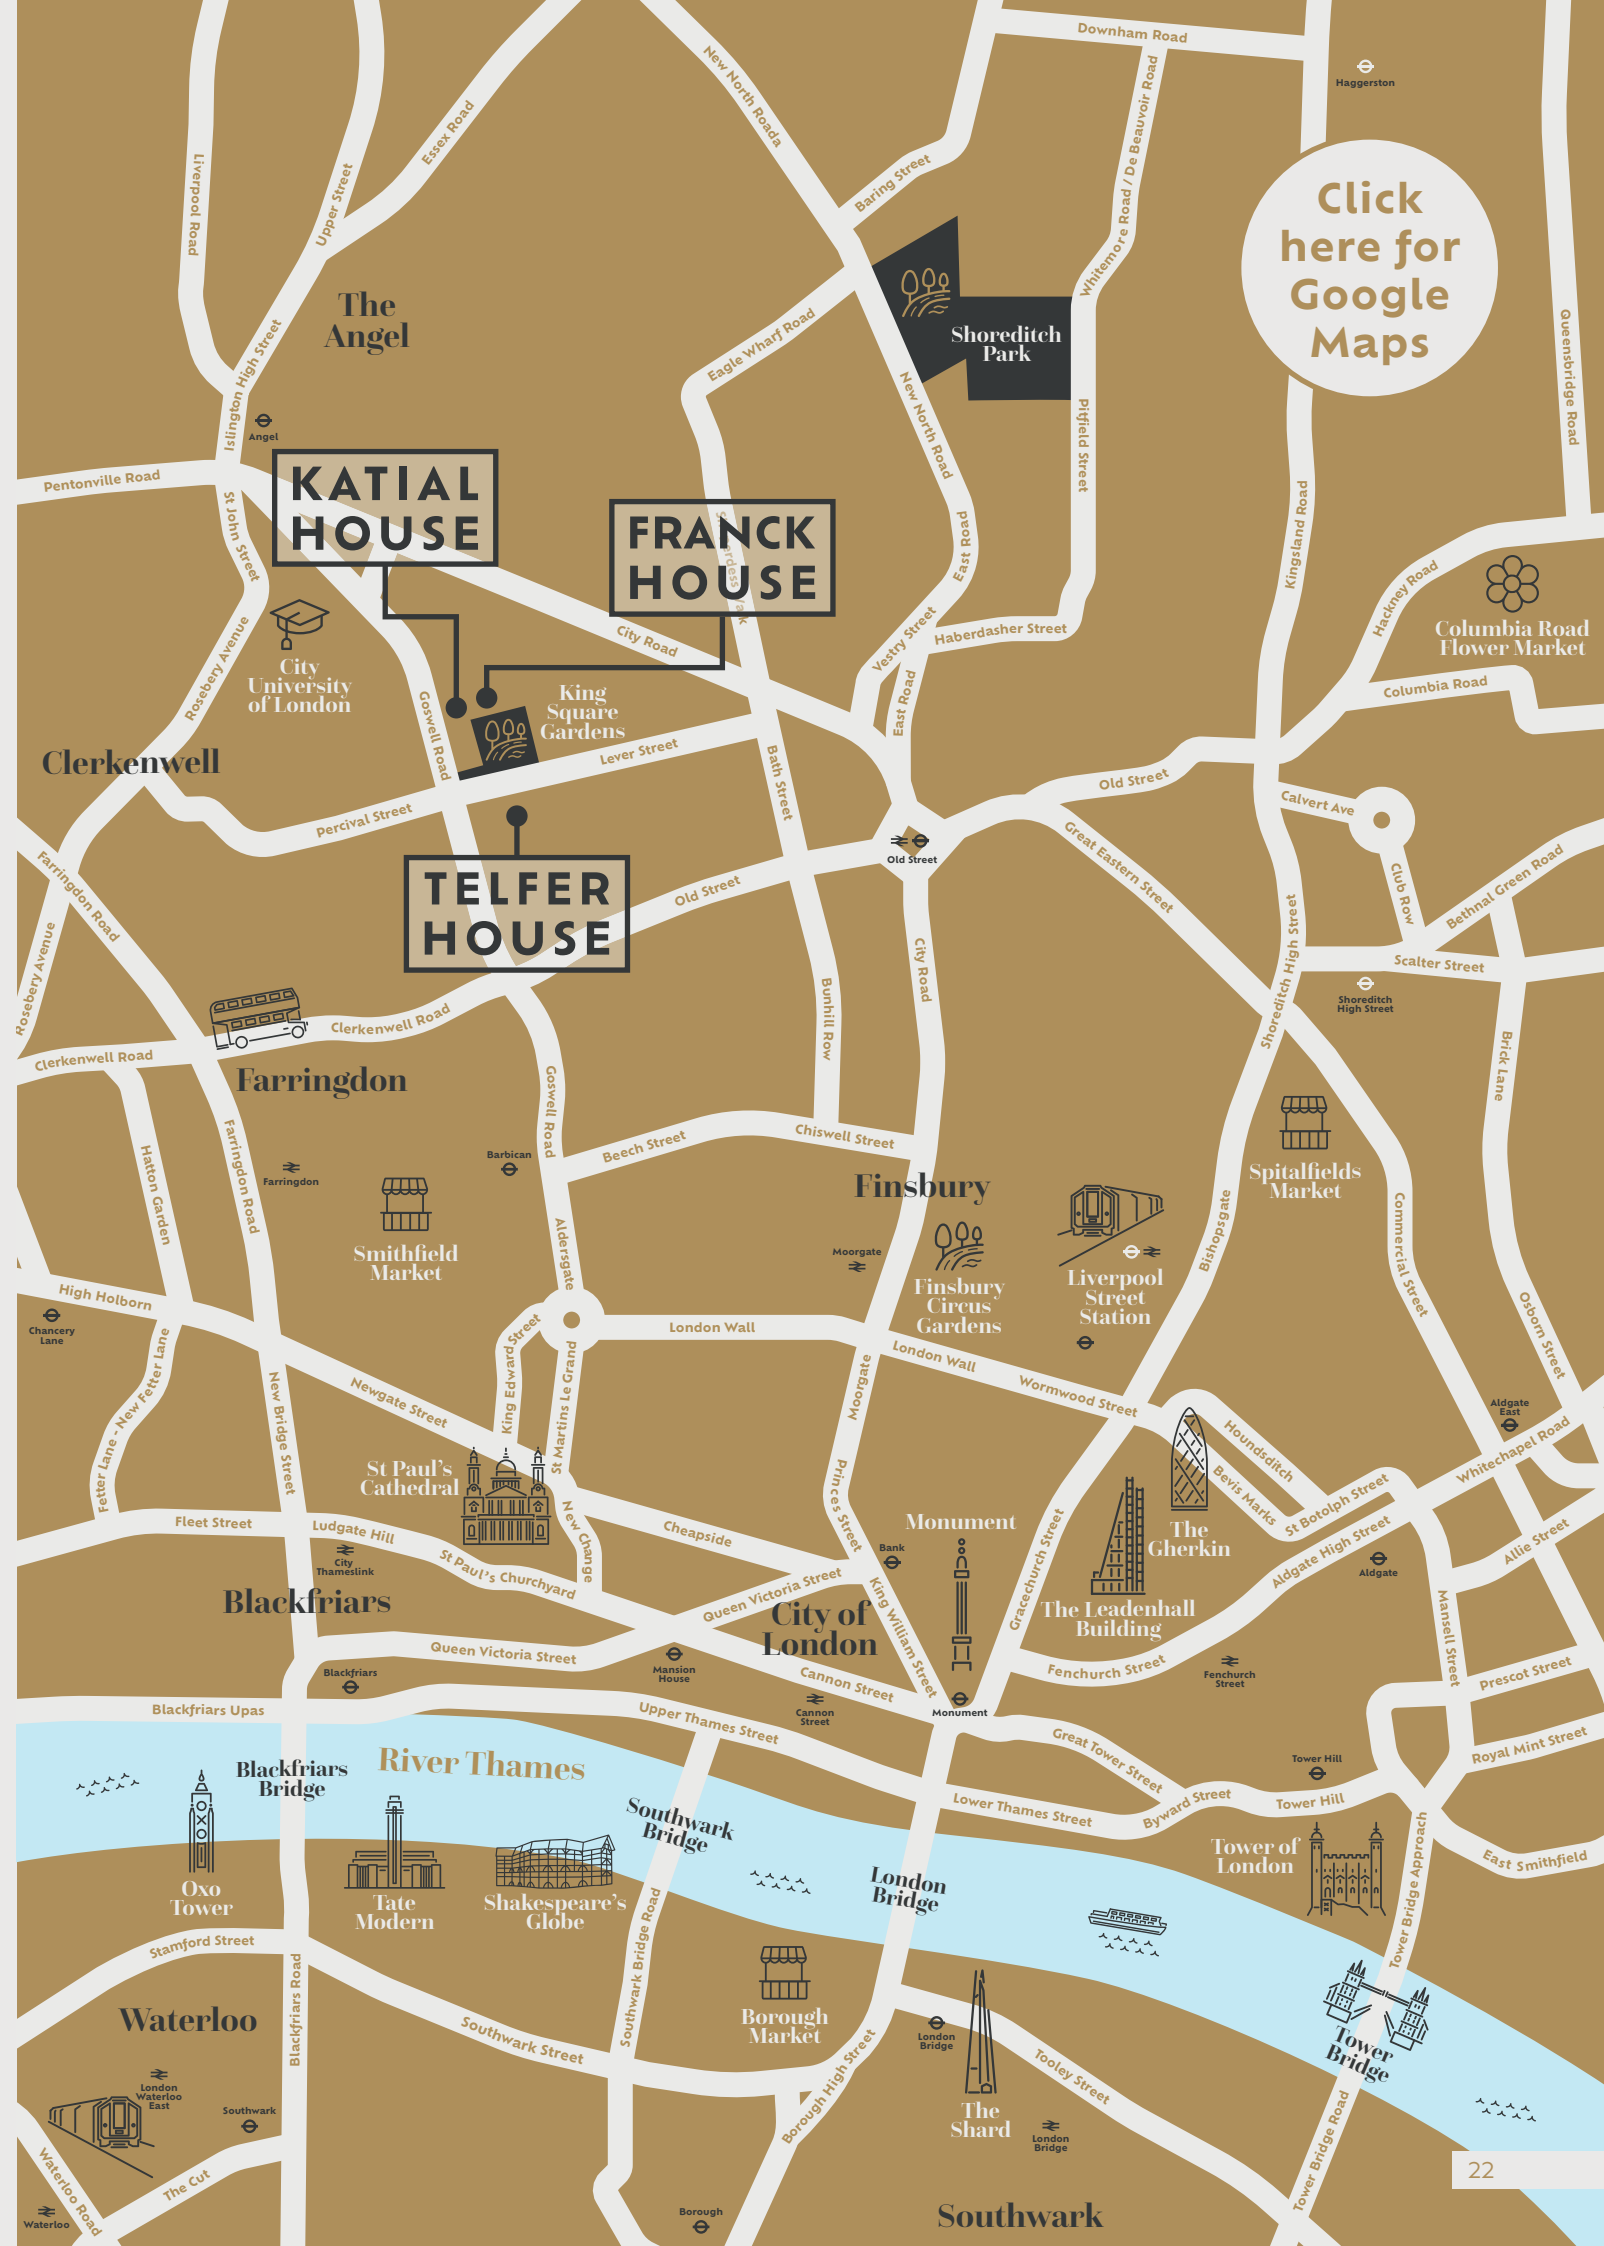 Downham Road
Haggerston
New North Roada
Essex Road
Liverpool Road
Upper Street
Baring Street
Whitemore Road / De Beauvoir Road
Click
here for
Google
Maps
The
Angel
Shoreditch
Park
Eagle Wharf Road
Islington High Street
New North Road
Pitfield Street
Queensbridge Road
Angel
Pentonville Road
St John Street
KATIAL
HOUSE
FRANCK
HOUSE
East Road
Kingsland Road
Hackney Road
Columbia Road
Flower Market
City
University
of London
Rosebery Avenue
City Road
Vestry Street
Haberdasher Street
East Road
Columbia Road
Goswell Road
King
Square
Gardens
Lever Street
Clerkenwell
Bath Street
Old Street
Percival Street
Calvert Ave
Old Street
Great Eastern Street
Club Row
Bethnal Green Road
Farringdon Road
TELFER
HOUSE
Old Street
City Road
Shoreditch High Street
Scalter Street
Shoreditch
High Street
Rosebery Avenue
Clerkenwell Road
Clerkenwell Road
Bunhill Row
Brick Lane
Farringdon
Goswell Road
Farringdon Road
Hatton Garden
Farringdon
Barbican
Beech Street
Chiswell Street
Finsbury
Spitalfields
Market
Smithfield
Market
Aldersgate
Moorgate
Finsbury
Circus
Gardens
Liverpool
Street
Station
Bishopsgate
Commercial Street
Osborn Street
High Holborn
Chancery
Lane
King Edward Street
St Martins Le Grand
London Wall
London Wall
Wormwood Street
Moorgate
Fetter Lane - New Fetter Lane
New Bridge Street
Newgate Street
St Paul's
Cathedral
Houndsditch
Bevis Marks
Aldgate
East
Whitechapel Road
St Botolph Street
Aldgate High Street
Allie Street
Aldgate
Fleet Street
Ludgate Hill
City
Thameslink
St Paul's Churchyard
New Change
Cheapside
Princes Street
Bank
Monument
The
Gherkin
The Leadenhall
Building
Gracechurch Street
Blackfriars
Queen Victoria Street
City of
London
King William Street
Queen Victoria Street
Mansion
House
Cannon Street
Cannon
Street
Monument
Fenchurch Street
Fenchurch
Street
Mansell Street
Prescot Street
Royal Mint Street
Blackfriars
Blackfriars Upas
Upper Thames Street
Great Tower Street
Lower Thames Street
Byward Street
Tower Hill
Tower Hill
East Smithfield
River Thames
Blackfriars
Bridge
Southwark
Bridge
London
Bridge
Tower of
London
Tower Bridge Approach
Oxo
Tower
Tate
Modern
Shakespeare's
Globe
Stamford Street
Southwark Bridge Road
Borough
Market
Tower
Bridge
Waterloo
Blackfriars Road
Southwark Street
London
Bridge
The
Shard
Tooley Street
London
Bridge
Borough High Street
Tower Bridge Road
London
Waterloo
East
Southwark
Waterloo Road
The Cut
Waterloo
Borough
Southwark
22